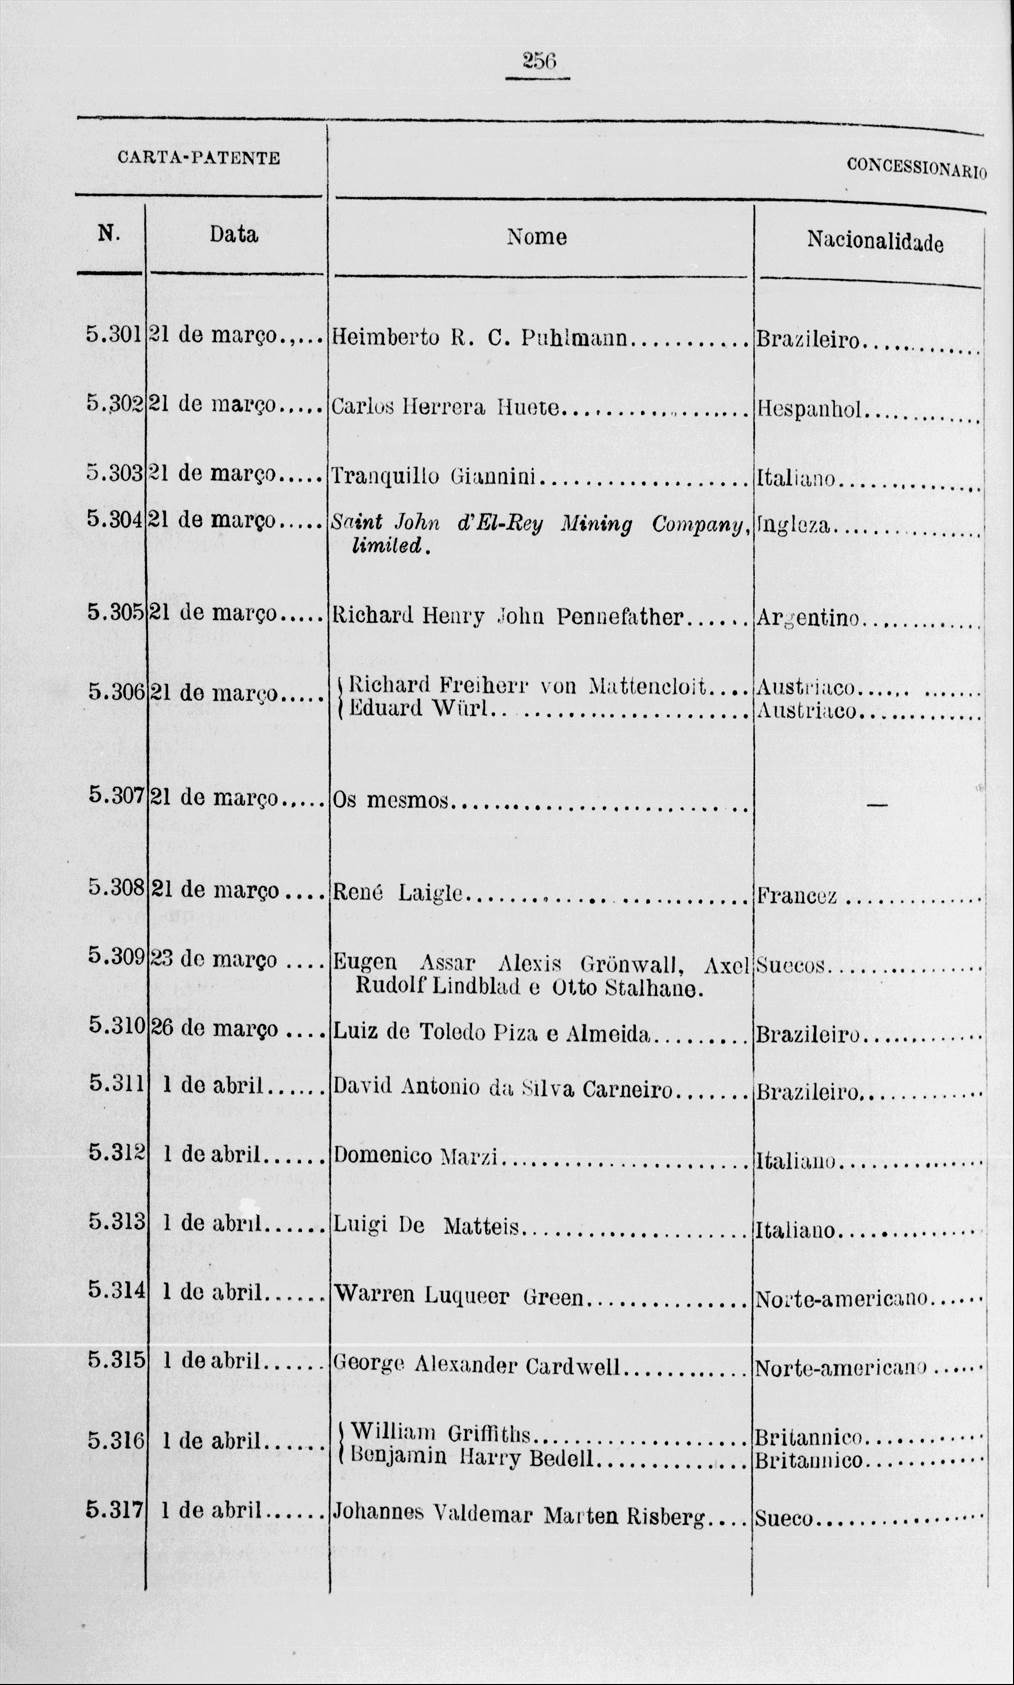 256
CARTA-PATENTE
CONCESSIONARIO
N.
Data
Nome
Nacionalidade
5.301 21 de março...... Heimberto R. C. Puhlmann........... Brazileiro.............
5.302 21 de março..... Carlos Herrera Huete................. Hespanhol.............
5.303 21 de março..... Tranquillo Giannini................... Italiano...............
5.304 21 de março..... Saint John d'El-Rey Mining Company, Ingleza................
limited.
5.305 21 de março..... Richard Henry John Pennefather...... Argentino.............
5.306 21 de março..... Richard Freiherr von Mattencloit.... Austriaco.............
Eduard Würl........................ Austriaco.............
5.307 21 de março...... Os mesmos.......................... —
5.308 21 de março .... René Laigle......................... Francez ..............
5.309 23 de março .... Eugen Assar Alexis Grönwall, Axel Suecos................
Rudolf Lindblad e Otto Stalhane.
5.310 26 de março .... Luiz de Toledo Piza e Almeida......... Brazileiro.............
5.311 1 de abril...... David Antonio da Silva Carneiro....... Brazileiro.............
5.312 1 de abril...... Domenico Marzi....................... Italiano...............
5.313 1 de abril...... Luigi De Matteis..................... Italiano...............
5.314 1 de abril...... Warren Luqueer Green................ Norte-americano......
5.315 1 de abril...... George Alexander Cardwell............ Norte-americano ......
5.316 1 de abril...... William Griffiths.................... Britannico............
Benjamin Harry Bedell.............. Britannico............
5.317 1 de abril...... Johannes Valdemar Marten Risberg.... Sueco.................